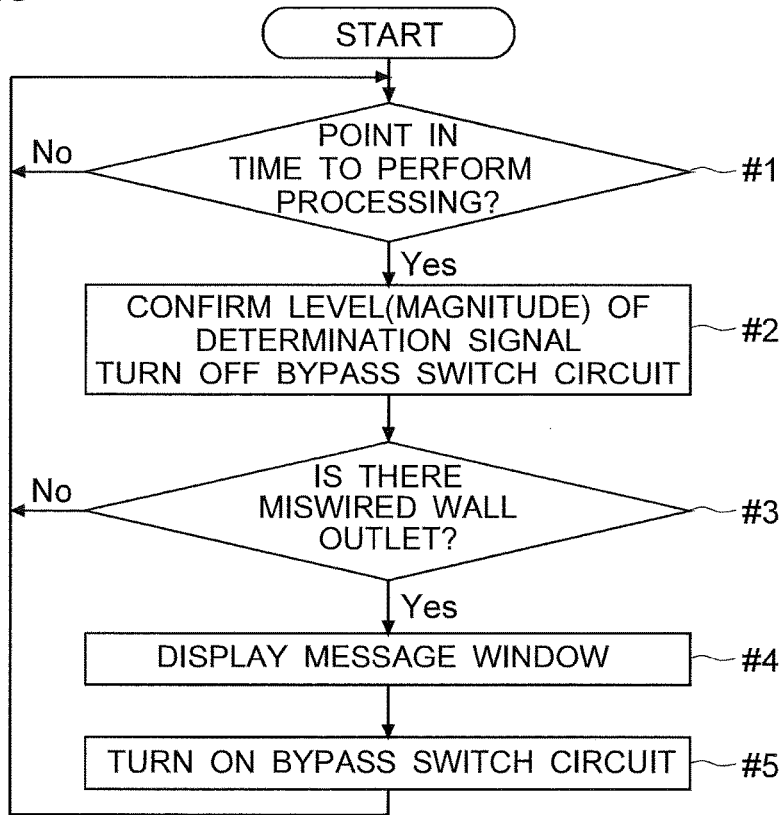 START
POINT IN
TIME TO PERFORM
PROCESSING?
No
#1
Yes
CONFIRM LEVEL(MAGNITUDE) OF
DETERMINATION SIGNAL
TURN OFF BYPASS SWITCH CIRCUIT
#2
IS THERE
MISWIRED WALL
OUTLET?
No
#3
Yes
DISPLAY MESSAGE WINDOW
#4
TURN ON BYPASS SWITCH CIRCUIT
#5